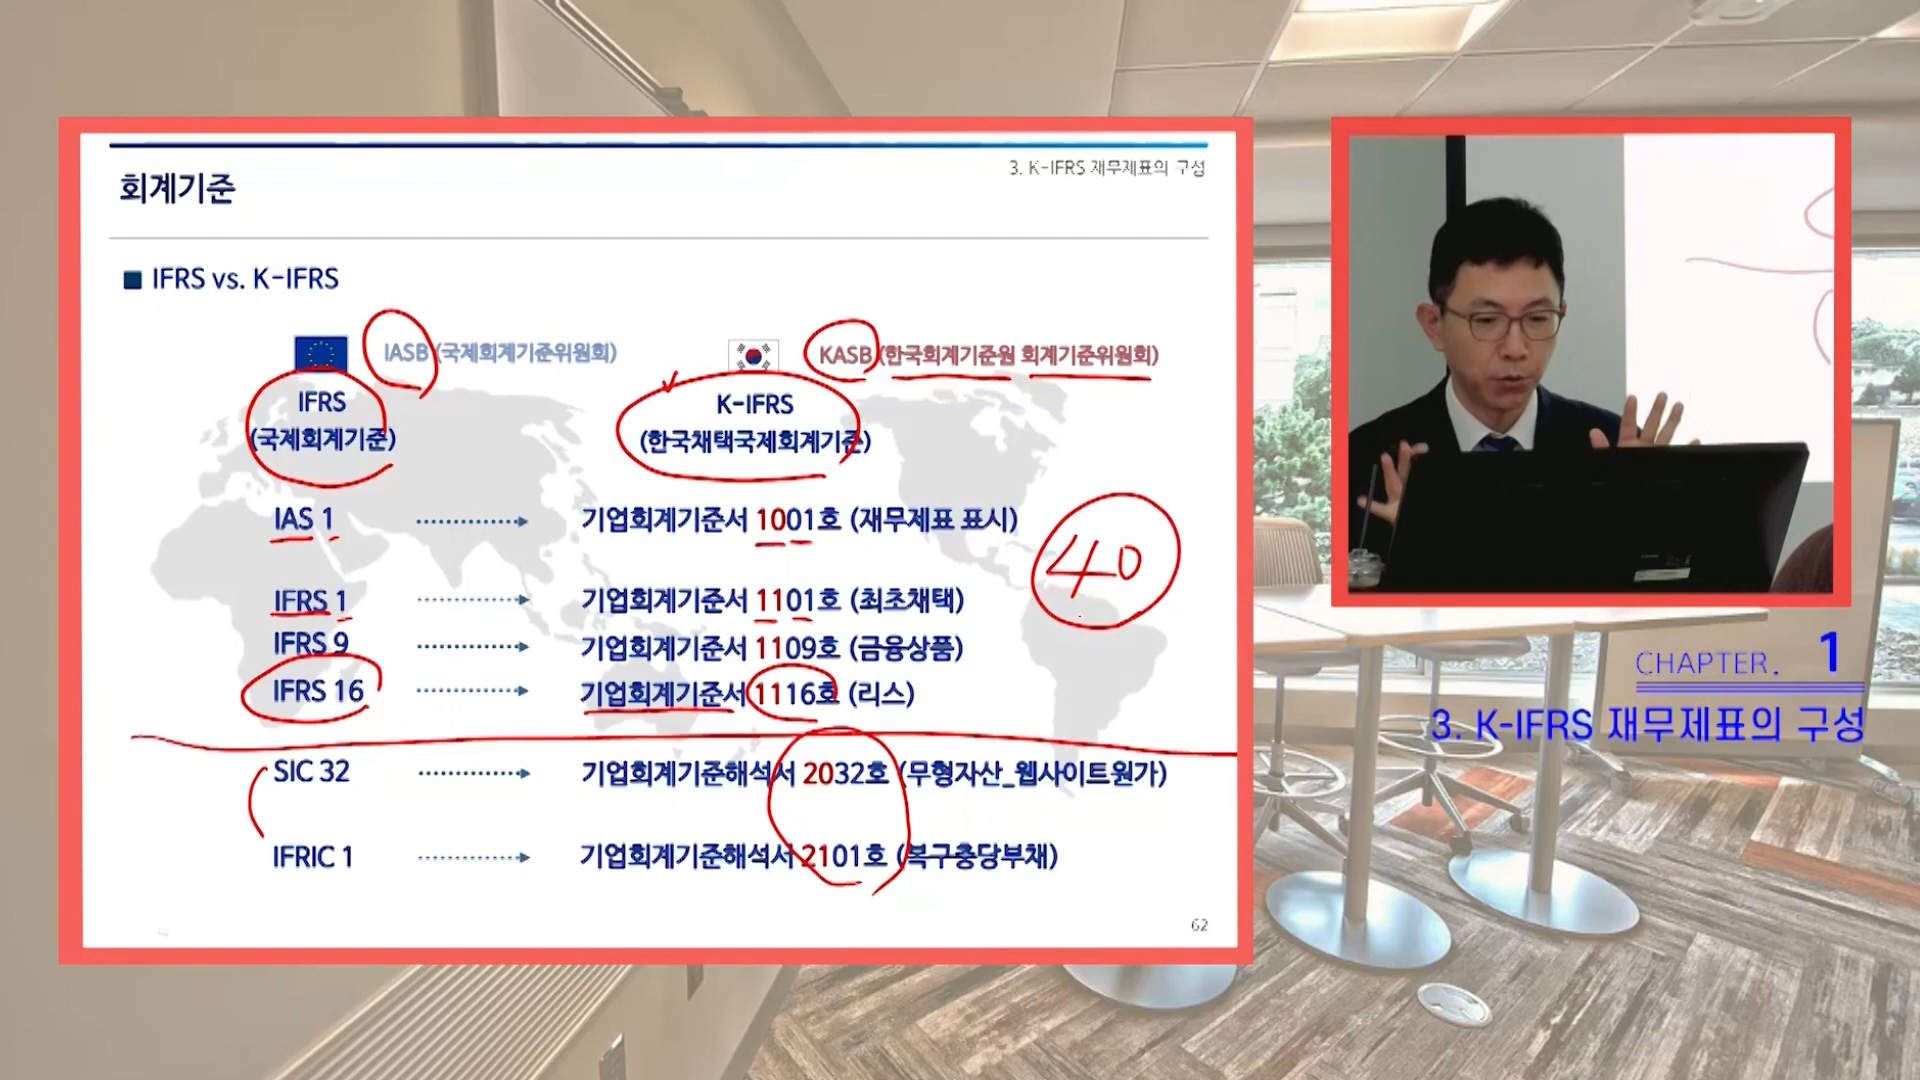 3. K-IFRS 재무제표의 구성
회계기준
IFRS vs. K-IFRS
IASB (국제회계기준위원회)
KASB (한국회계기준원 회계기준위원회)
IFRS
(국제회계기준)
K-IFRS
(한국채택국제회계기준)
IAS 1 기업회계기준서 1001호 (재무제표 표시)
40
IFRS 1 기업회계기준서 1101호 (최초채택)
IFRS 9 기업회계기준서 1109호 (금융상품)
IFRS 16 기업회계기준서 1116호 (리스)
SIC 32 기업회계기준해석서 2032호 (무형자산_웹사이트원가)
IFRIC 1 기업회계기준해석서 2101호 (복구충당부채)
62
CHAPTER. 1
3. K-IFRS 재무제표의 구성